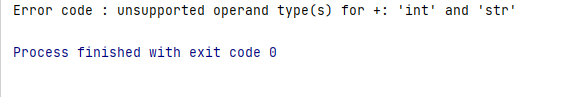 Error code : unsupported operand type(s) for +: 'int' and 'str'
Process finished with exit code 0